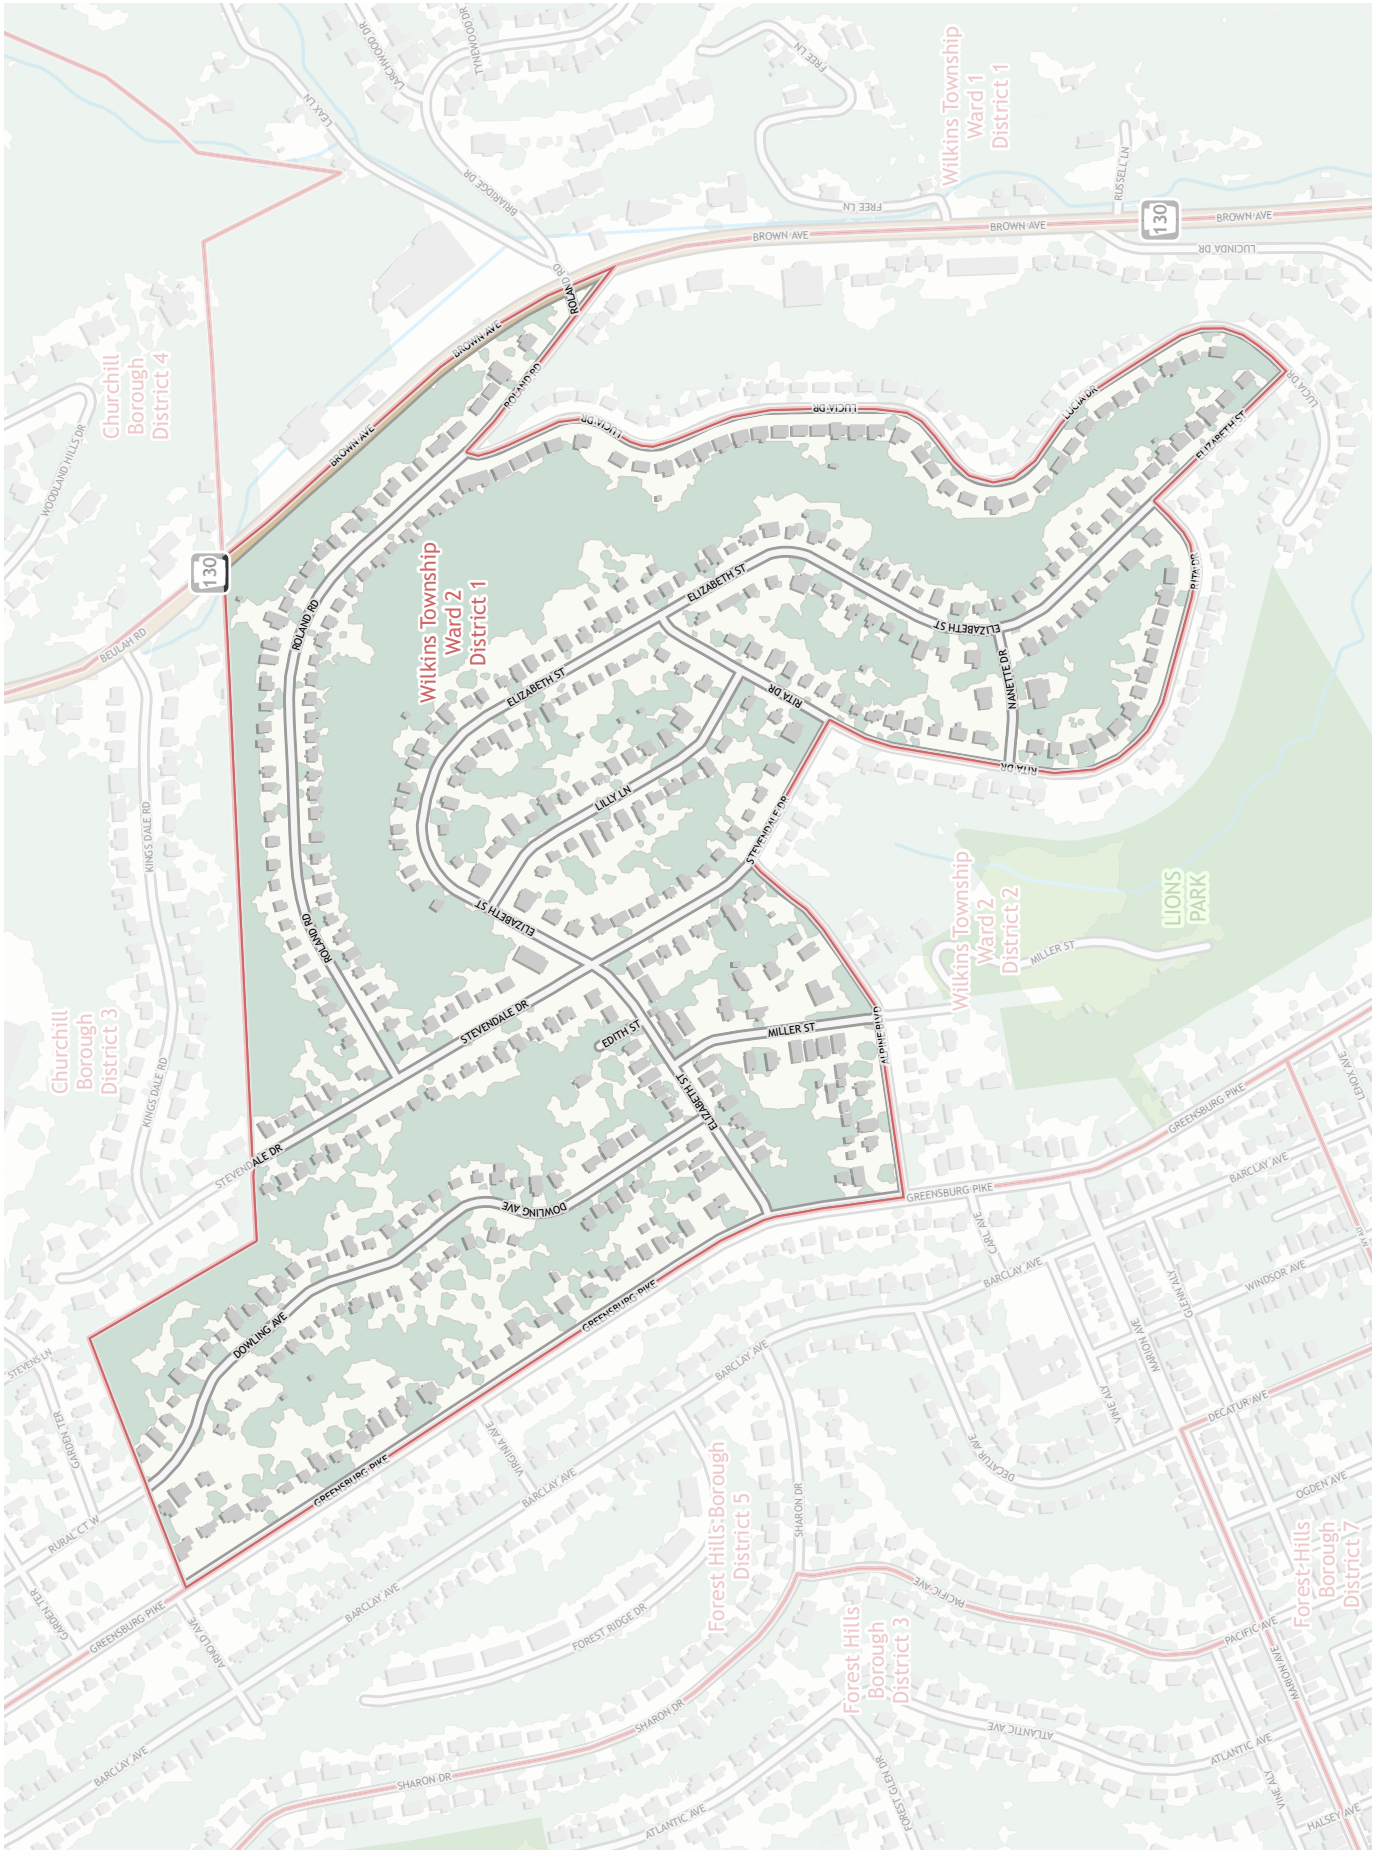 LARCHWOOD DR
TYNEWOOD DR
LEAX LN
FREE LN
Wilkins Township
Ward 1
District 1
BRIARIDGE DR
FREE LN
RUSSELL LN
130
BROWN AVE
BROWN AVE
BROWN AVE
LUCINDA DR
ROLAND RD
ROLAND RD
BROWN AVE
BROWN AVE
ROLAND RD
Churchill
Borough
District 4
WOODLAND HILLS DR
LUCIA DR
LUCIA DR
LUCIA DR
LUCIA DR
ELIZABETH ST
130
BEULAH RD
ROLAND RD
Wilkins Township
Ward 2
District 1
ELIZABETH ST
ELIZABETH ST
ELIZABETH ST
RITA DR
NANETTE DR
RITA DR
RITA DR
LILLY LN
STEVENDALE DR
KINGS DALE RD
ROLAND RD
ELIZABETH ST
STEVENDALE DR
EDITH ST
MILLER ST
ALPINE BLVD
Wilkins Township
Ward 2
District 2
MILLER ST
LIONS
PARK
Churchill
Borough
District 3
KINGS DALE RD
STEVENDALE DR
ELIZABETH ST
DOWLING AVE
DOWLING AVE
GREENSBURG PIKE
GREENSBURG PIKE
GREENSBURG PIKE
GREENSBURG PIKE
GREENSBURG PIKE
LENOX AVE
BARCLAY AVE
CARL AVE
BARCLAY AVE
WINDSOR AVE
GLENN ALY
MARION AVE
VINE ALY
DECATUR AVE
DECATUR AVE
BARCLAY AVE
STEVENS LN
GARDEN TER
RURAL CT W
GARDEN TER
VIRGINIA AVE
BARCLAY AVE
Forest Hills Borough
District 5
SHARON DR
OGDEN AVE
ARNOLD AVE
BARCLAY AVE
FOREST RIDGE DR
PACIFIC AVE
Forest Hills
Borough
District 3
Forest Hills
Borough
District 7
PACIFIC AVE
MARION AVE
BARCLAY AVE
SHARON DR
SHARON DR
ATLANTIC AVE
ATLANTIC AVE
ATLANTIC AVE
FOREST GLEN DR
VINE ALY
HALSEY AVE